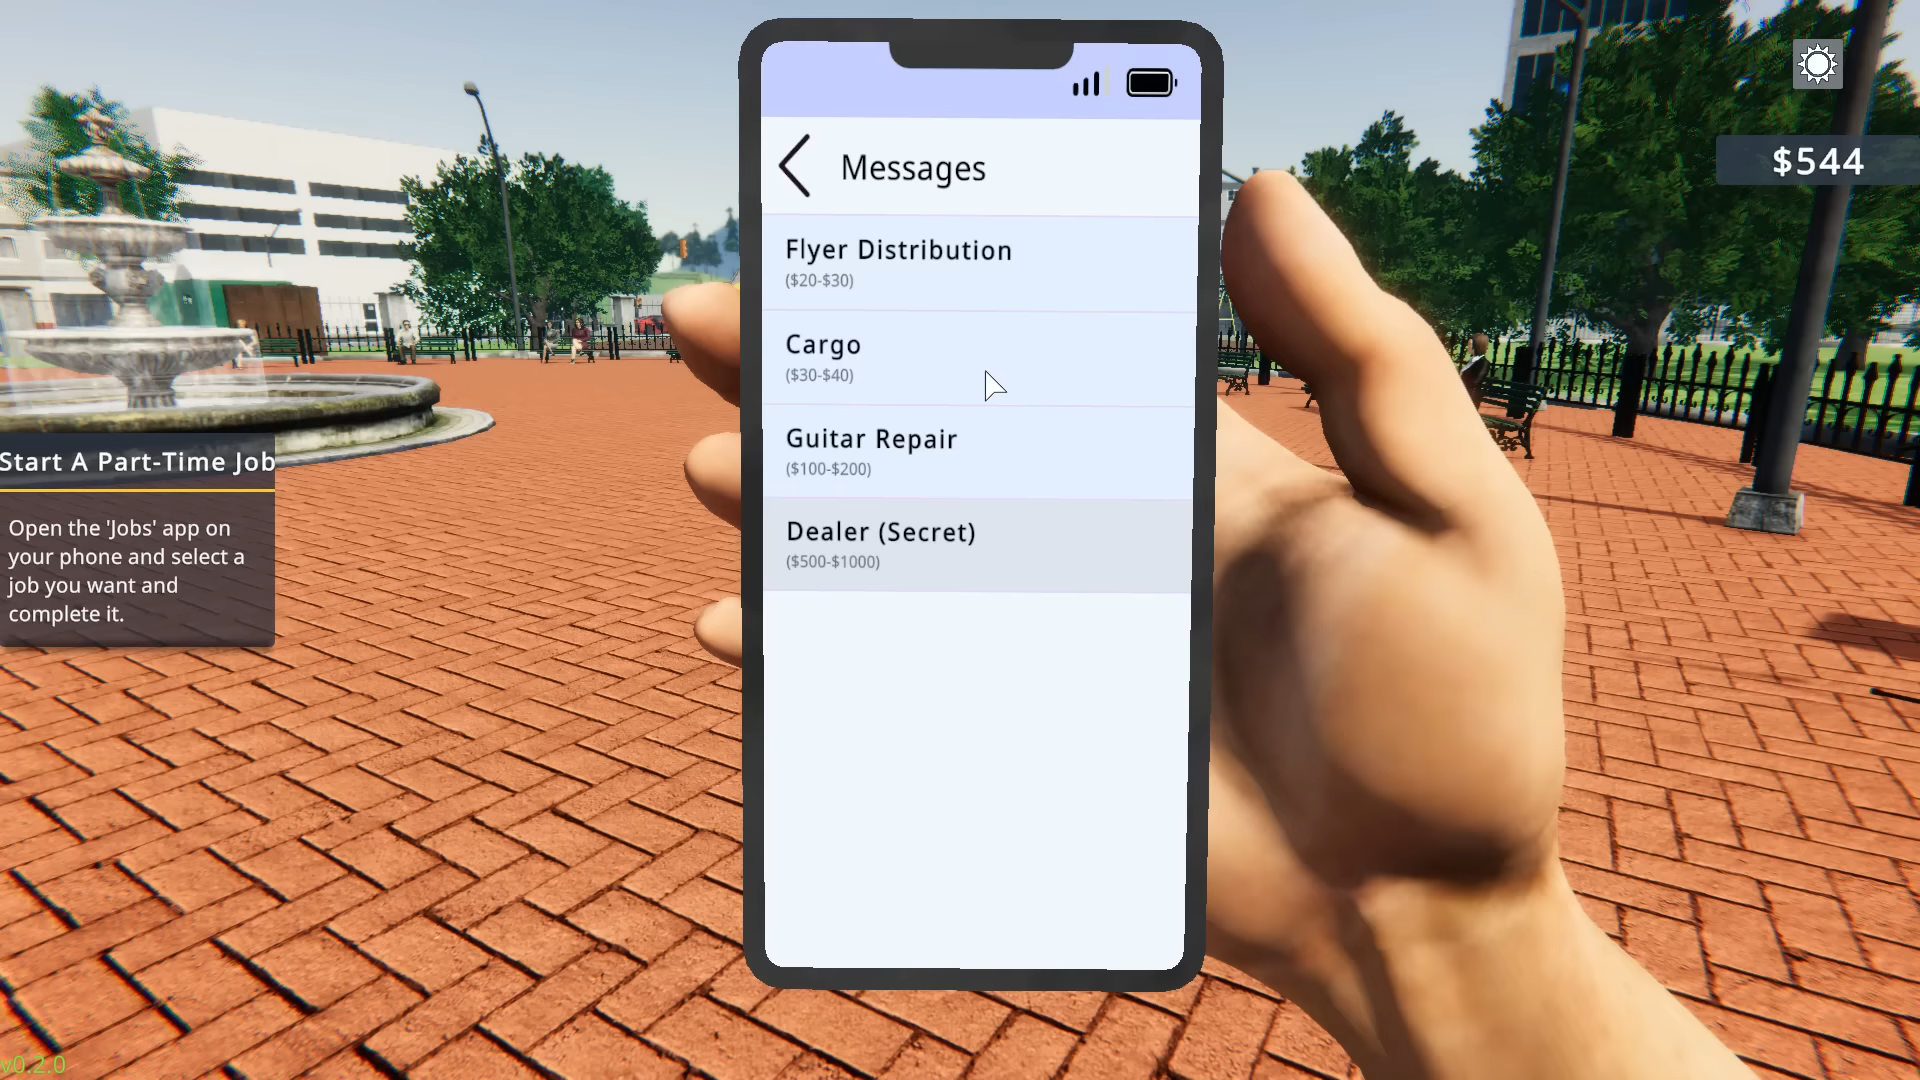 Messages
Flyer Distribution
($20-$30)
Cargo
($30-$40)
Guitar Repair
($100-$200)
Dealer (Secret)
($500-$1000)
$544
Start A Part-Time Job
Open the 'Jobs' app on
your phone and select a
job you want and
complete it.
v0.2.0